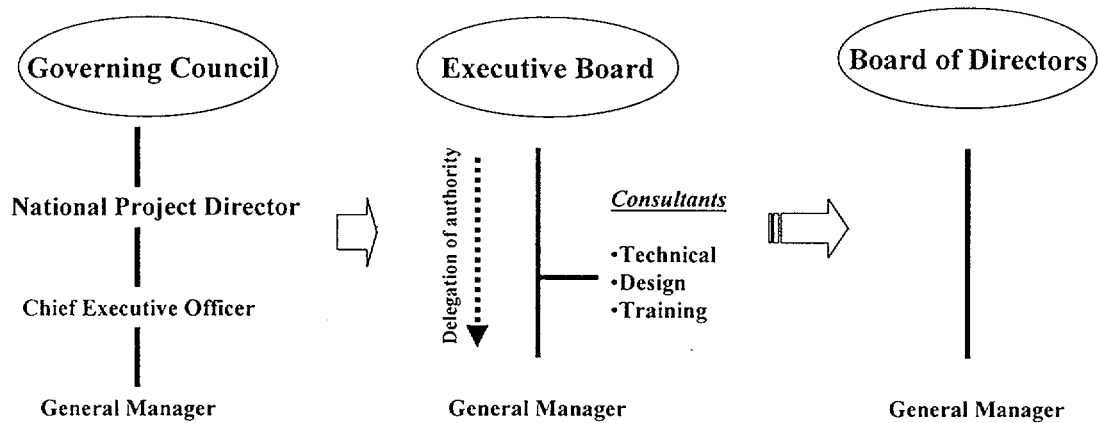 Governing Council
National Project Director
Chief Executive Officer
General Manager
Executive Board
Delegation of authority
Consultants
•Technical
•Design
•Training
General Manager
Board of Directors
General Manager